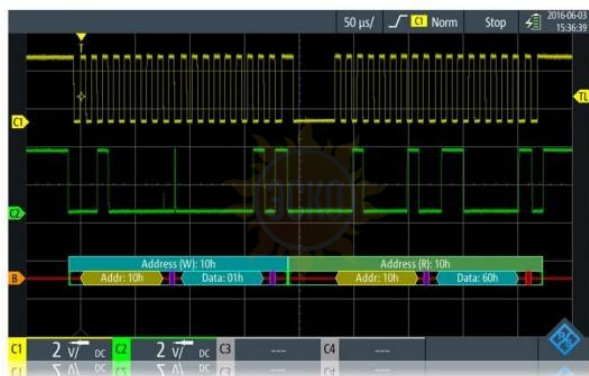 50 µs/ C1 Norm Stop 2016-06-03
15:36:39
T
TL
C1
ЭСКО
C2
Address (W): 10h Address (R): 10h
B Addr: 10h Data: 01h Addr: 10h Data: 60h
C1 2 V/ DC C2 2 V/ DC C3 --- C4 ---